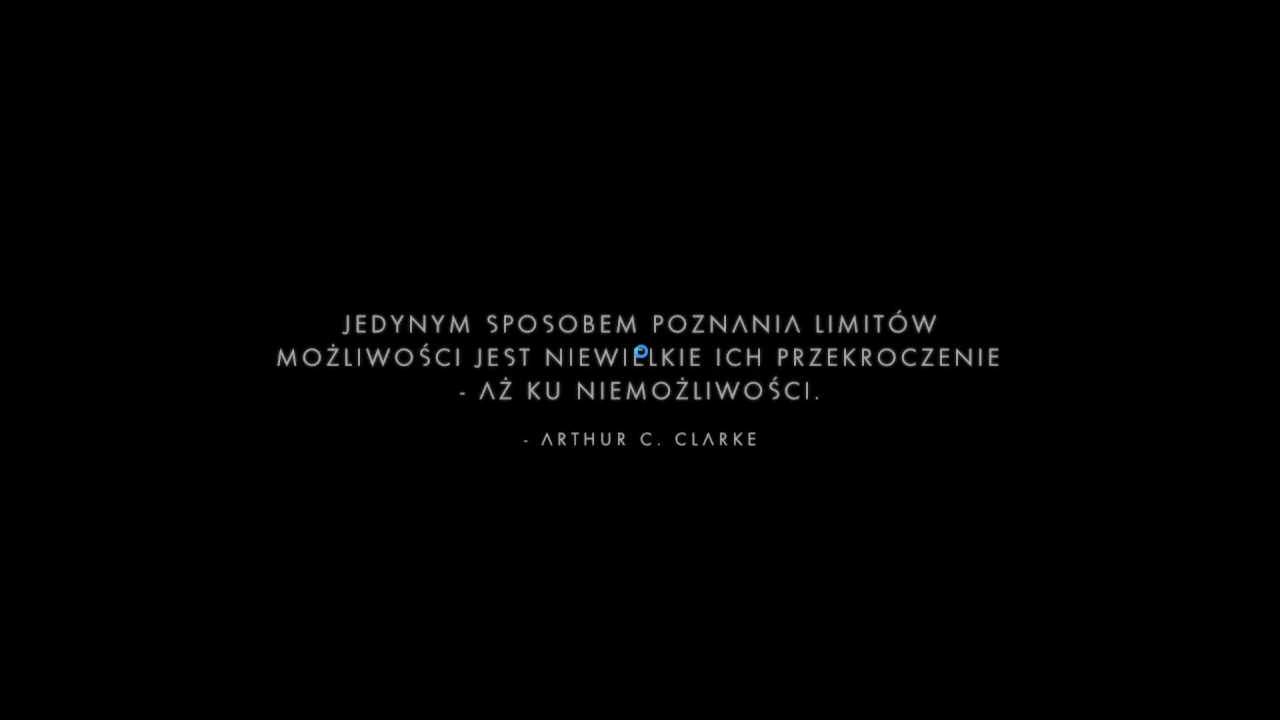 JEDYNYM SPOSOBEM POZNANIA LIMITÓW
MOŻLIWOŚCI JEST NIEWIELKIE ICH PRZEKROCZENIE
- AŻ KU NIEMOŻLIWOŚCI.
- ARTHUR C. CLARKE